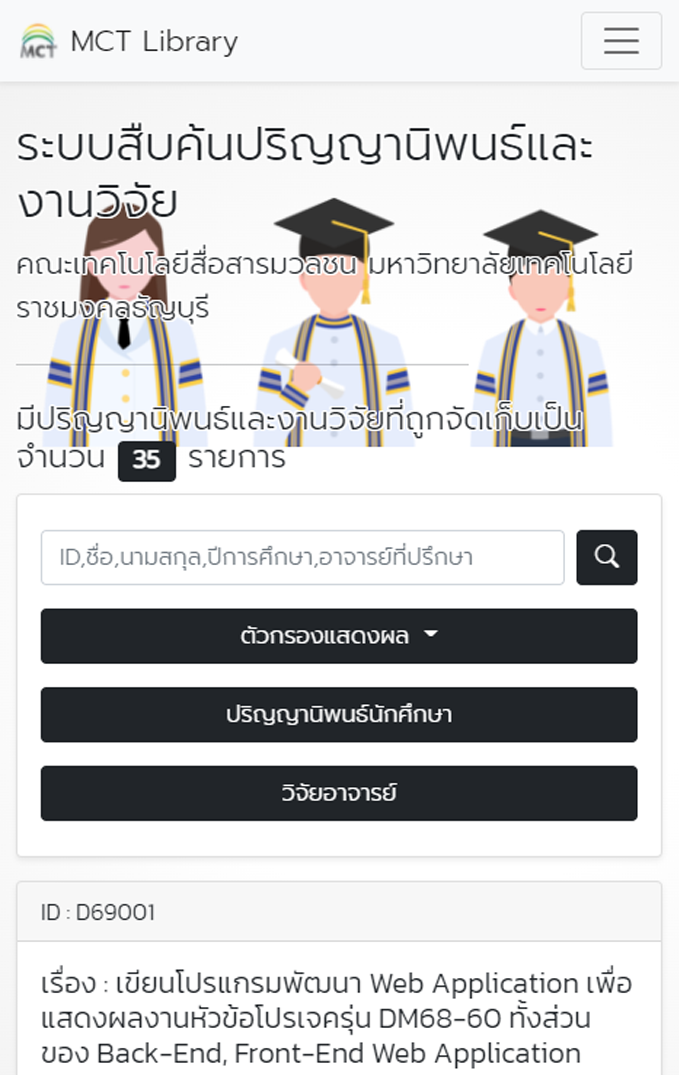 MCT MCT Library
ระบบสืบค้นปริญญานิพนธ์และ
งานวิจัย
คณะเทคโนโลยีสื่อสารมวลชน มหาวิทยาลัยเทคโนโลยี
ราชมงคลธัญบุรี
มีปริญญานิพนธ์และงานวิจัยที่ถูกจัดเก็บเป็น
จำนวน 35 รายการ
ID,ชื่อ,นามสกุล,ปีการศึกษา,อาจารย์ที่ปรึกษา
ตัวกรองแสดงผล
ปริญญานิพนธ์นักศึกษา
วิจัยอาจารย์
ID : D69001
เรื่อง : เขียนโปรแกรมพัฒนา Web Application เพื่อ
แสดงผลงานหัวข้อโปรเจครุ่น DM68-60 ทั้งส่วน
ของ Back-End, Front-End Web Application